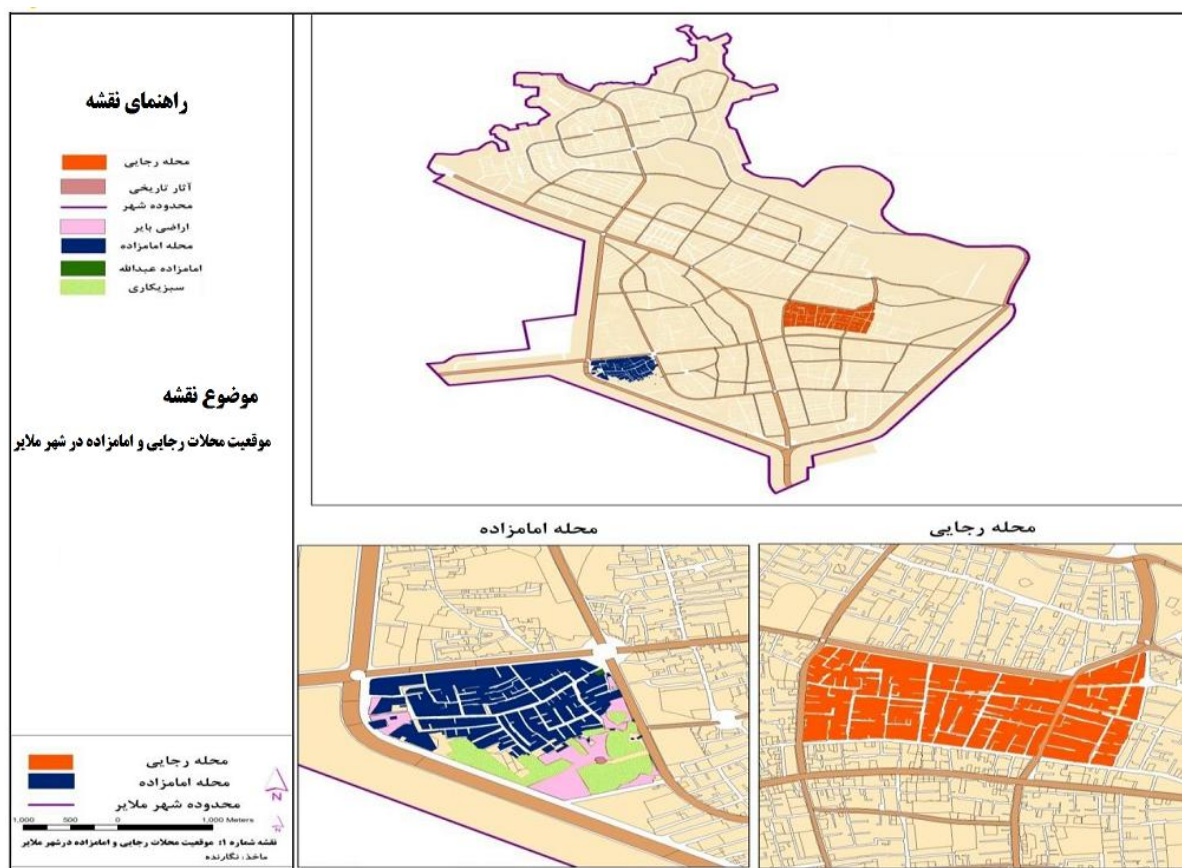 راهنمای نقشه
محله رجایی
آثار تاریخی
محدوده شهر
اراضی بایر
محله امامزاده
امامزاده عبدالله
سبزیکاری
موضوع نقشه
موقعیت محلات رجایی و امامزاده در شهر ملایر
محله رجایی
محله امامزاده
محله رجایی
محله امامزاده
محدوده شهر ملایر
N
1,000 500 0 1,000 Meters
نقشه شماره ۱: موقعیت محلات رجایی و امامزاده درشهر ملایر
ماخذ: نگارنده